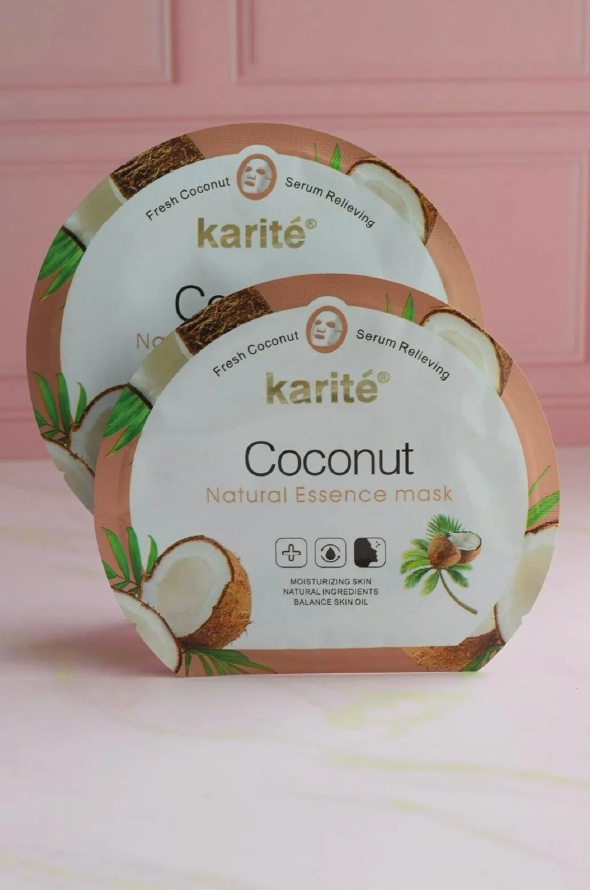 Fresh Coconut Serum Relieving
karité®
Fresh Coconut Serum Relieving
karité®
Coconut
Natural Essence mask
MOISTURIZING SKIN
NATURAL INGREDIENTS
BALANCE SKIN OIL